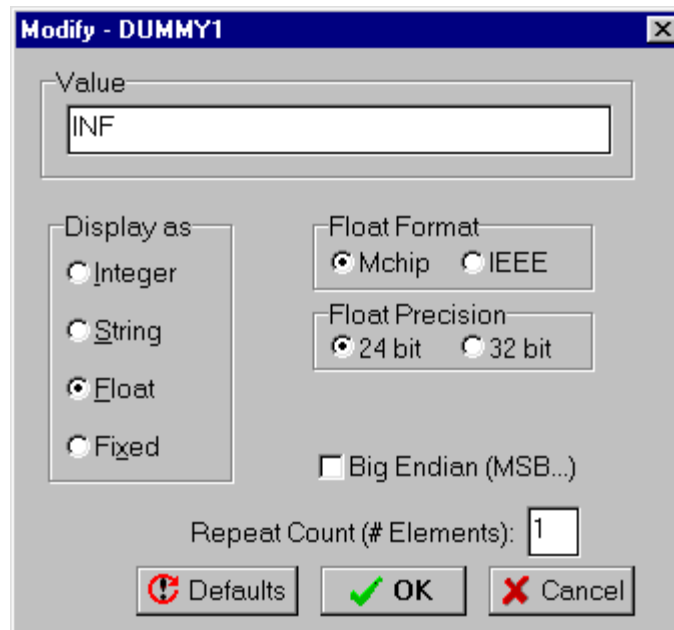 Modify - DUMMY1
Value
INF
Display as
Integer
String
Float
Fixed
Float Format
Mchip IEEE
Float Precision
24 bit 32 bit
Big Endian (MSB...)
Repeat Count (# Elements): 1
Defaults OK Cancel